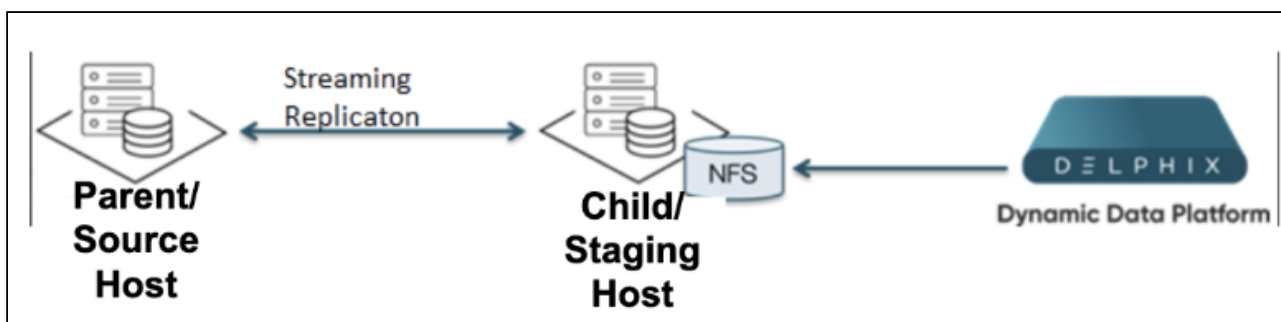 Streaming
Replicaton
Parent/
Source
Host
Child/
Staging
Host
NFS
DELPHIX
Dynamic Data Platform